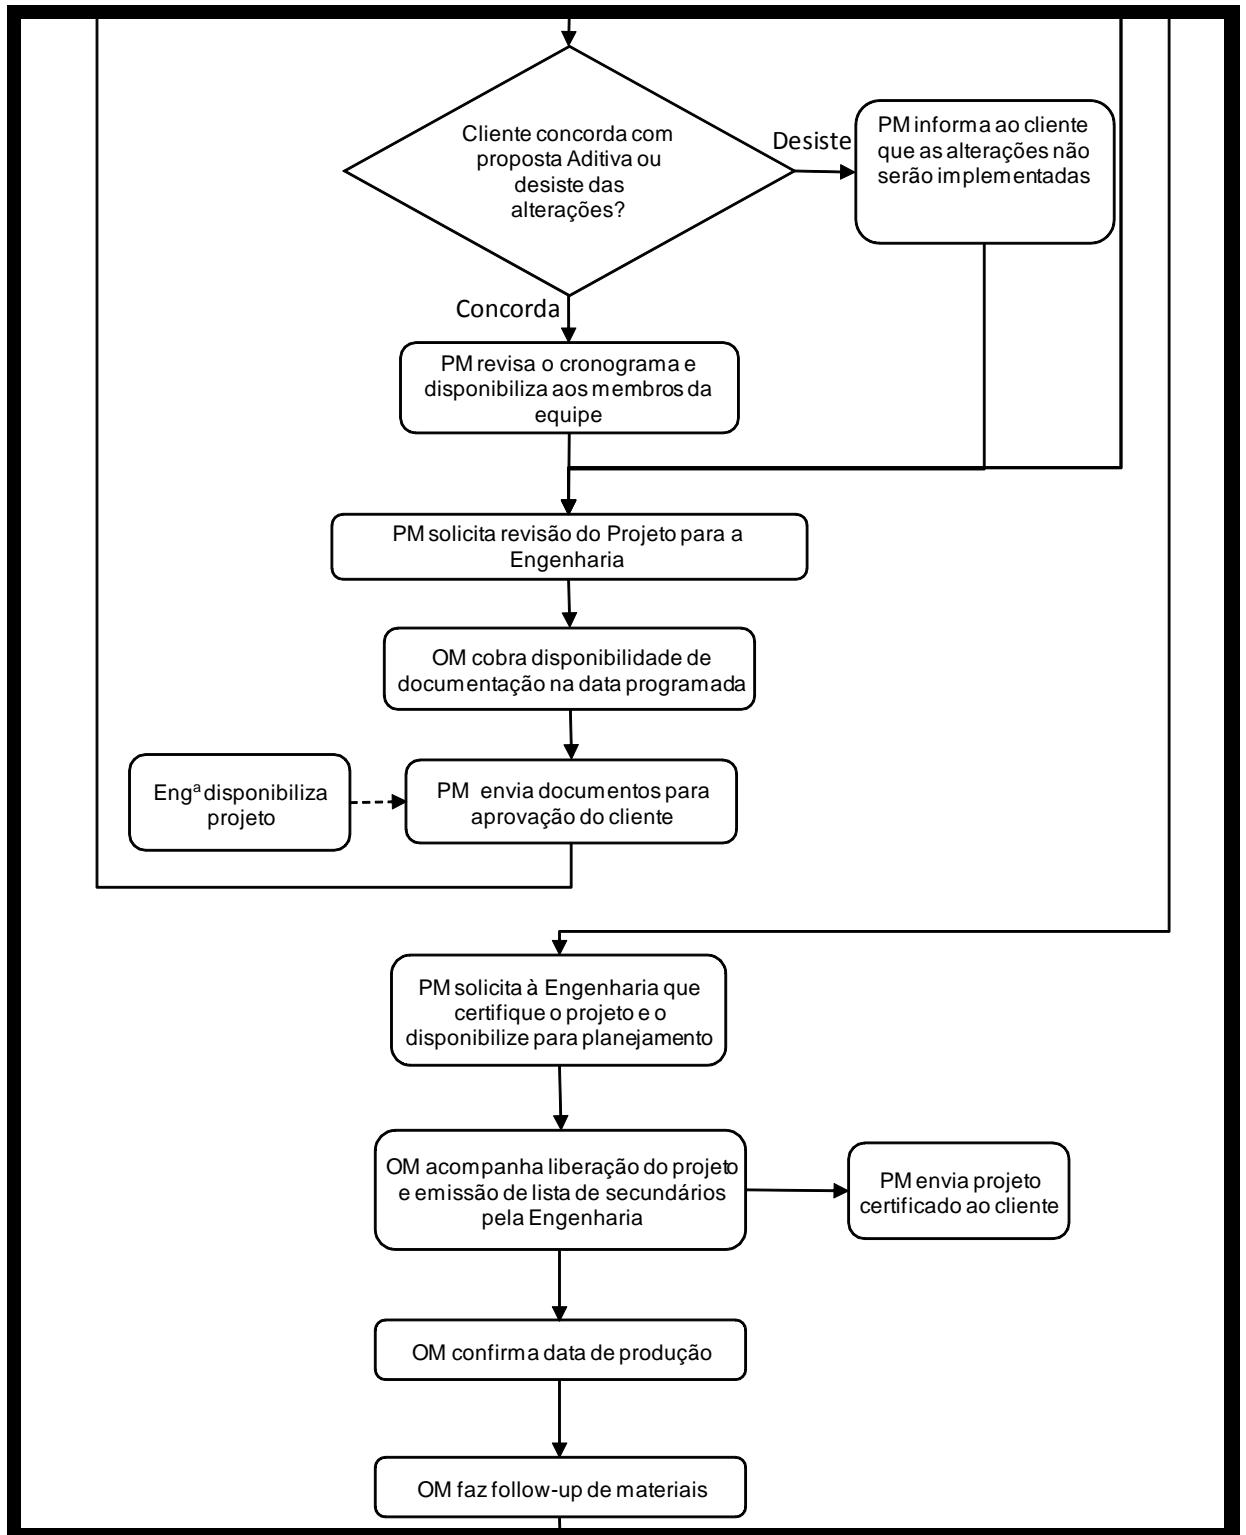 Cliente concorda com
proposta Aditiva ou
desiste das
alterações?
Desiste
PM informa ao cliente
que as alterações não
serão implementadas
Concorda
PM revisa o cronograma e
disponibiliza aos membros da
equipe
PM solicita revisão do Projeto para a
Engenharia
OM cobra disponibilidade de
documentação na data programada
Engª disponibiliza
projeto
PM envia documentos para
aprovação do cliente
PM solicita à Engenharia que
certifique o projeto e o
disponibilize para planejamento
OM acompanha liberação do projeto
e emissão de lista de secundários
pela Engenharia
PM envia projeto
certificado ao cliente
OM confirma data de produção
OM faz follow-up de materiais